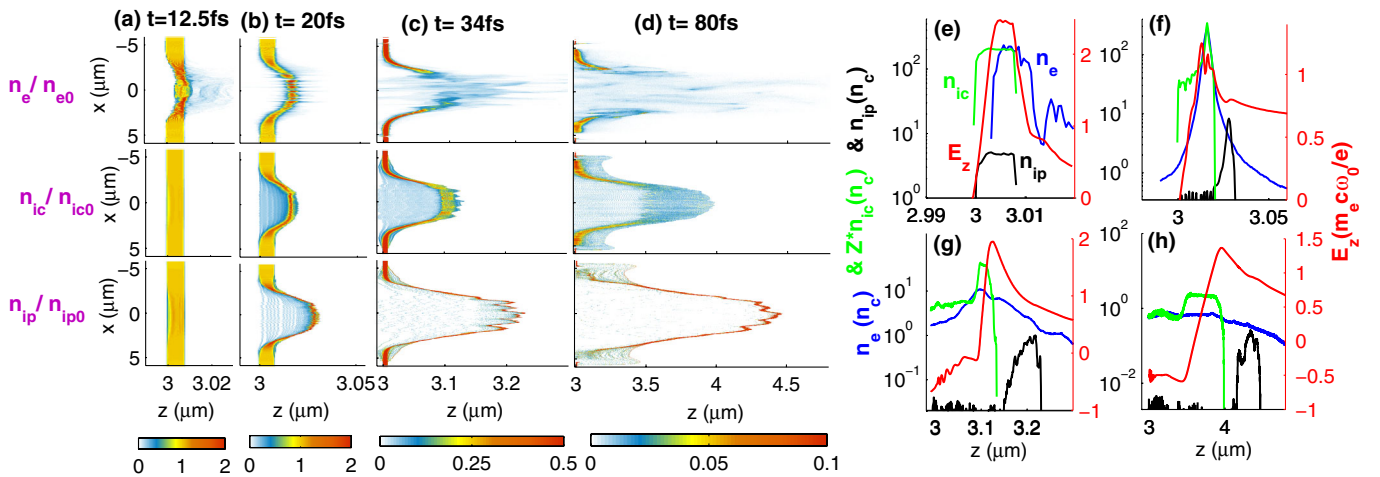 (a) t=12.5fs
(b) t= 20fs
(c) t= 34fs
(d) t= 80fs
n_e/ n_e0
x (μm)
−5
0
5
n_ic/ n_ic0
−5
0
5
n_ip/ n_ip0
x (μm)
−5
0
5
3 3.02
z (μm)
3 3.05
z (μm)
3 3.1 3.2
z (μm)
3 3.5 4 4.5
z (μm)
0 1 2
0 1 2
0 0.25 0.5
0 0.05 0.1
n_e(n_c) & Z*n_ic(n_c) & n_ip(n_c)
(e)
n_ic
n_e
E_z
n_ip
10^2
10^1
10^0
2.99 3 3.01
2
1
0
(f)
10^2
10^1
10^0
3 3.05
1
0.5
0
E_z(m_e cω_0/e)
(g)
10^1
10^0
10^−1
3 3.1 3.2
z (μm)
2
1
0
−1
(h)
10^2
10^0
10^−2
3 4
z (μm)
1.5
1
0.5
0
−0.5
−1